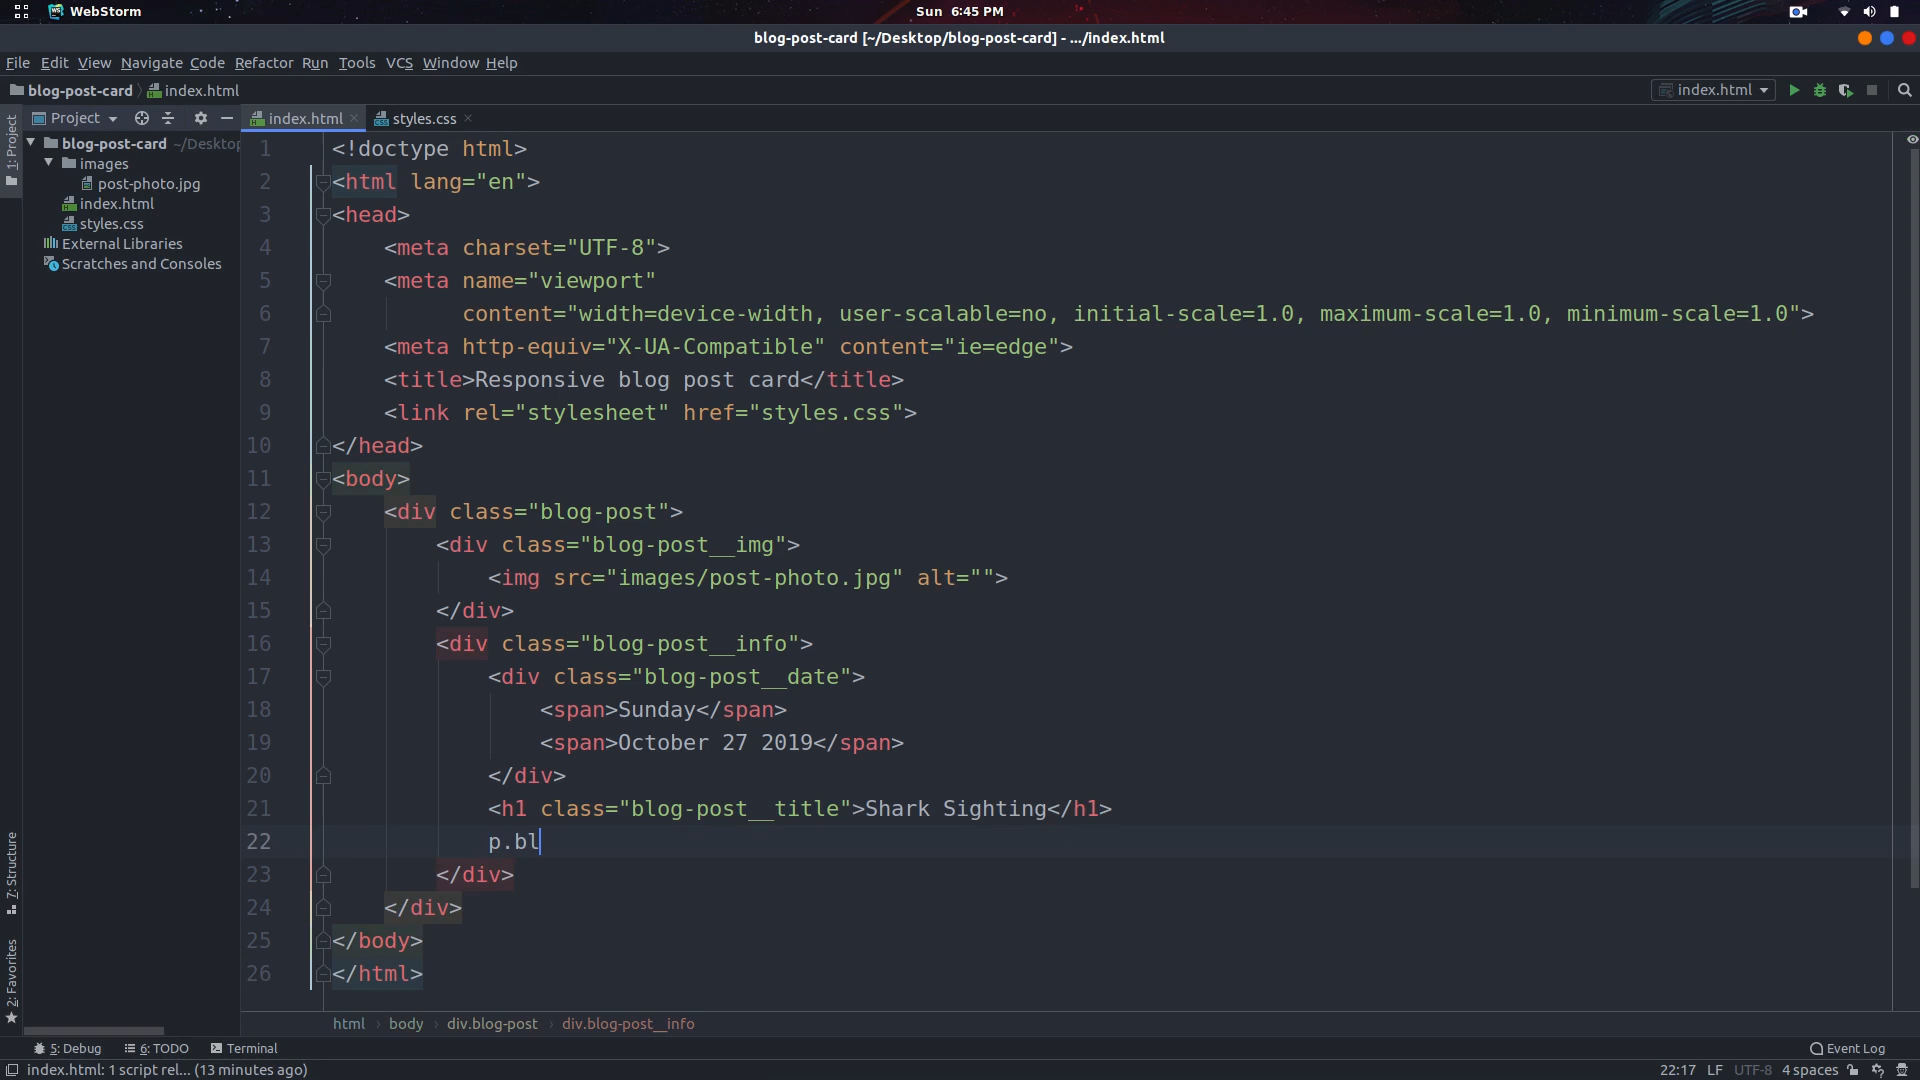 WebStorm
Sun 6:45 PM
blog-post-card [~/Desktop/blog-post-card] - .../index.html
File Edit View Navigate Code Refactor Run Tools VCS Window Help
blog-post-card index.html
index.html
1: Project
Project
index.html
styles.css
blog-post-card ~/Desktop
images
post-photo.jpg
index.html
styles.css
External Libraries
Scratches and Consoles
1 <!doctype html>
2 <html lang="en">
3 <head>
4 <meta charset="UTF-8">
5 <meta name="viewport"
6 content="width=device-width, user-scalable=no, initial-scale=1.0, maximum-scale=1.0, minimum-scale=1.0">
7 <meta http-equiv="X-UA-Compatible" content="ie=edge">
8 <title>Responsive blog post card</title>
9 <link rel="stylesheet" href="styles.css">
10 </head>
11 <body>
12 <div class="blog-post">
13 <div class="blog-post__img">
14 <img src="images/post-photo.jpg" alt="">
15 </div>
16 <div class="blog-post__info">
17 <div class="blog-post__date">
18 <span>Sunday</span>
19 <span>October 27 2019</span>
20 </div>
21 <h1 class="blog-post__title">Shark Sighting</h1>
22 p.bl
23 </div>
24 </div>
25 </body>
26 </html>
7: Structure
2: Favorites
html › body › div.blog-post › div.blog-post__info
5: Debug
6: TODO
Terminal
Event Log
index.html: 1 script rel... (13 minutes ago)
22:17 LF UTF-8 4 spaces